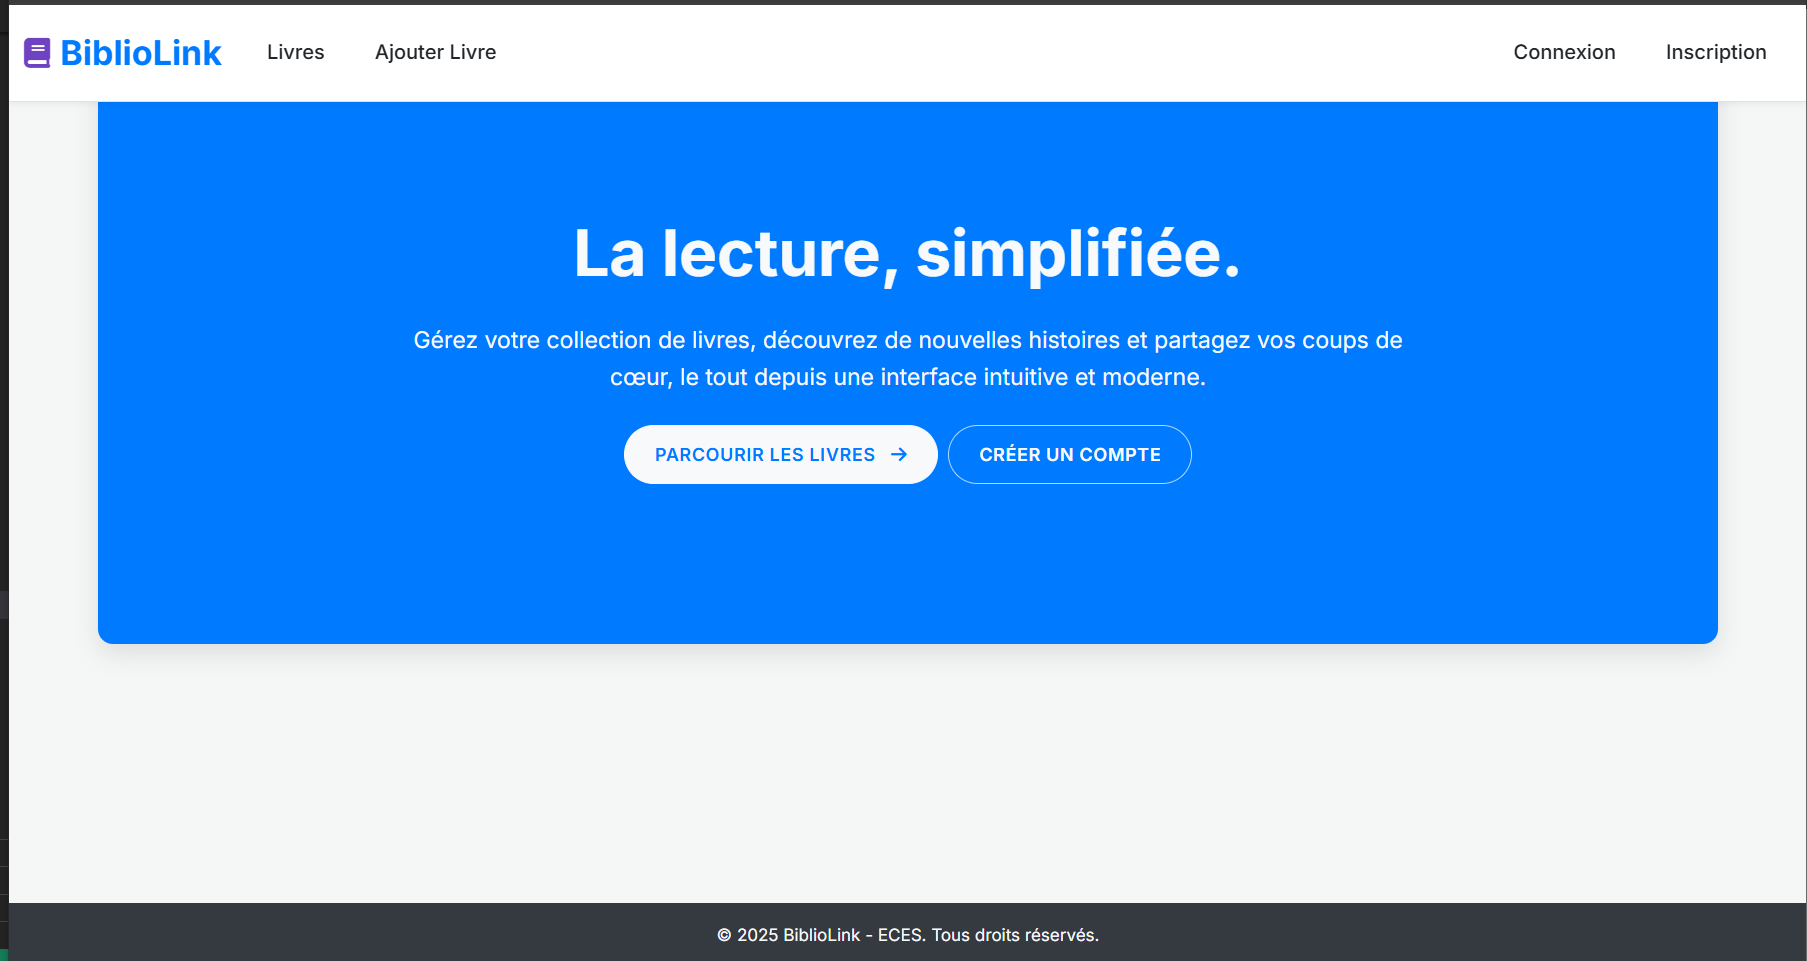 BiblioLink
Livres
Ajouter Livre
Connexion
Inscription
La lecture, simplifiée.
Gérez votre collection de livres, découvrez de nouvelles histoires et partagez vos coups de
cœur, le tout depuis une interface intuitive et moderne.
PARCOURIR LES LIVRES →
CRÉER UN COMPTE
© 2025 BiblioLink - ECES. Tous droits réservés.